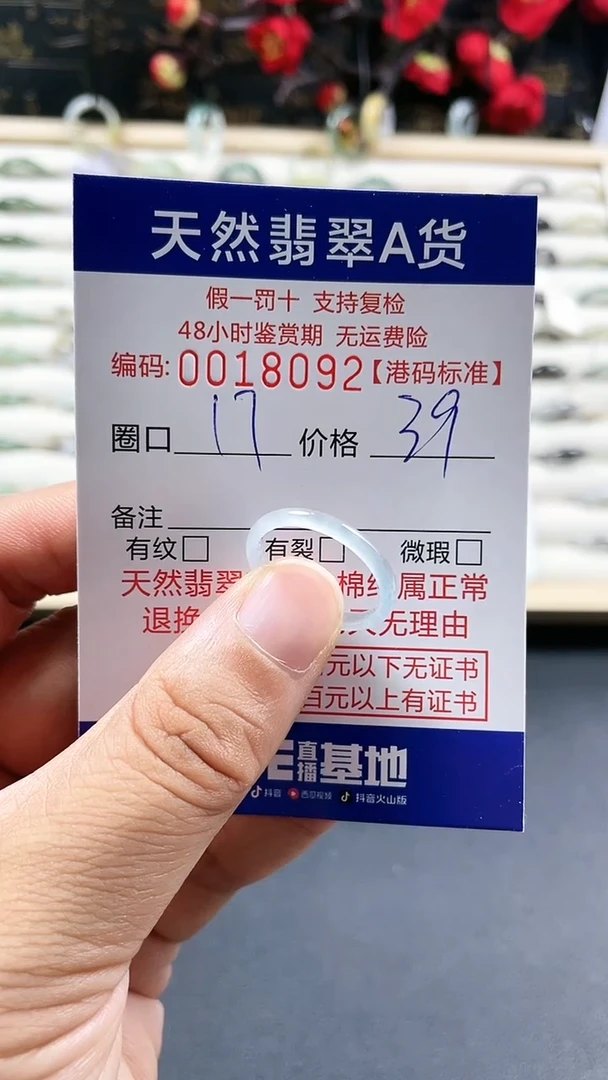 天然翡翠A货
假一罚十 支持复检
48小时鉴赏期 无运费险
编码:0018092【港码标准】
圈口 17 价格 39
备注
有纹□ 有裂□ 微瑕□
天然翡翠 棉纹属正常
退换 天无理由
元以下无证书
百元以上有证书
E直播基地
抖音 西瓜视频 抖音火山版